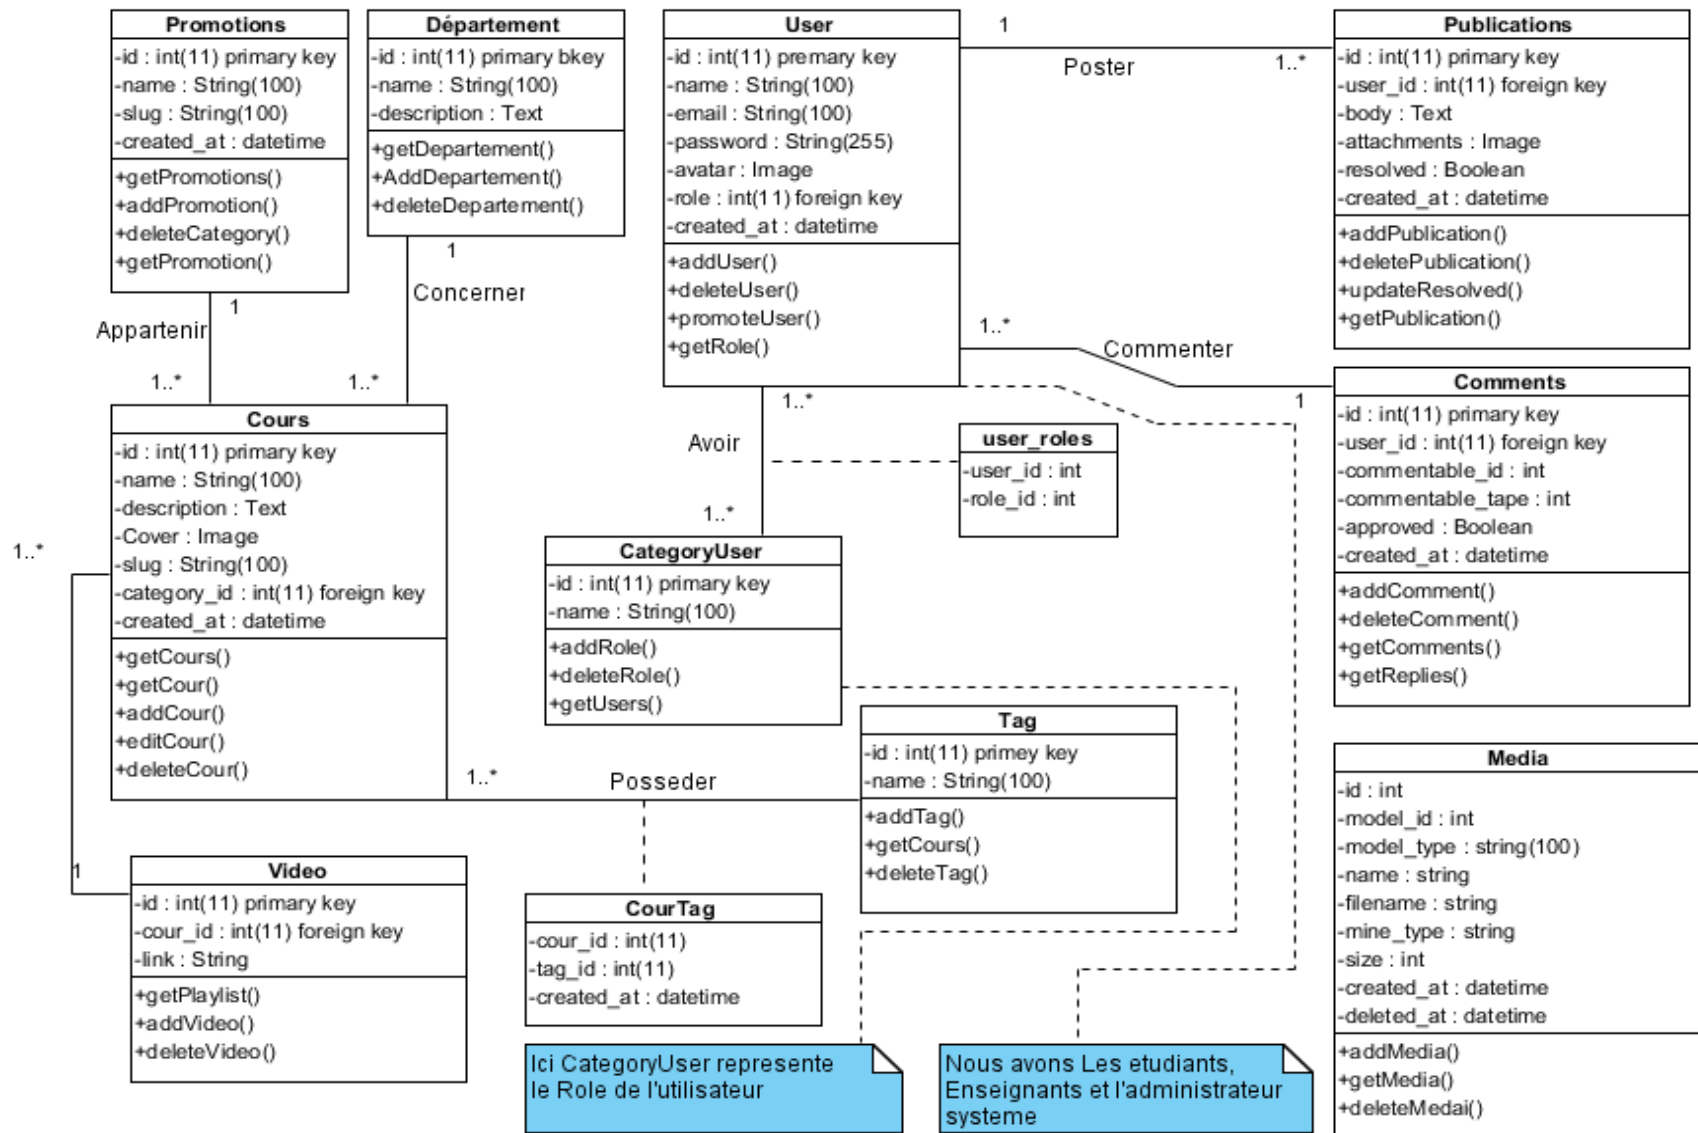 Promotions
-id : int(11) primary key
-name : String(100)
-slug : String(100)
-created_at : datetime
+getPromotions()
+addPromotion()
+deleteCategory()
+getPromotion()
Département
-id : int(11) primary bkey
-name : String(100)
-description : Text
+getDepartement()
+AddDepartement()
+deleteDepartement()
User
-id : int(11) premary key
-name : String(100)
-email : String(100)
-password : String(255)
-avatar : Image
-role : int(11) foreign key
-created_at : datetime
+addUser()
+deleteUser()
+promoteUser()
+getRole()
1
Poster
1..*
Publications
-id : int(11) primary key
-user_id : int(11) foreign key
-body : Text
-attachments : Image
-resolved : Boolean
-created_at : datetime
+addPublication()
+deletePublication()
+updateResolved()
+getPublication()
1
Appartenir
1..*
1
Concerner
1..*
1..*
Commenter
1
Comments
-id : int(11) primary key
-user_id : int(11) foreign key
-commentable_id : int
-commentable_tape : int
-approved : Boolean
-created_at : datetime
+addComment()
+deleteComment()
+getComments()
+getReplies()
1..*
Avoir
1..*
user_roles
-user_id : int
-role_id : int
Cours
-id : int(11) primary key
-name : String(100)
-description : Text
-Cover : Image
-slug : String(100)
-category_id : int(11) foreign key
-created_at : datetime
+getCours()
+getCour()
+addCour()
+editCour()
+deleteCour()
1..*
1
CategoryUser
-id : int(11) primary key
-name : String(100)
+addRole()
+deleteRole()
+getUsers()
1..*
Posseder
Tag
-id : int(11) primey key
-name : String(100)
+addTag()
+getCours()
+deleteTag()
Media
-id : int
-model_id : int
-model_type : string(100)
-name : string
-filename : string
-mine_type : string
-size : int
-created_at : datetime
-deleted_at : datetime
+addMedia()
+getMedia()
+deleteMedai()
Video
-id : int(11) primary key
-cour_id : int(11) foreign key
-link : String
+getPlaylist()
+addVideo()
+deleteVideo()
CourTag
-cour_id : int(11)
-tag_id : int(11)
-created_at : datetime
Ici CategoryUser represente
le Role de l'utilisateur
Nous avons Les etudiants,
Enseignants et l'administrateur
systeme